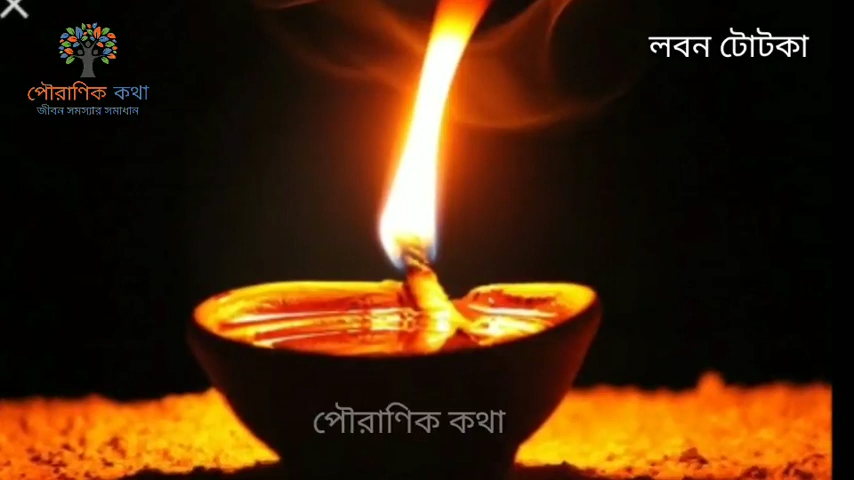 লবন টোটকা
পৌরাণিক কথা
জীবন সমস্যার সমাধান
পৌরাণিক কথা